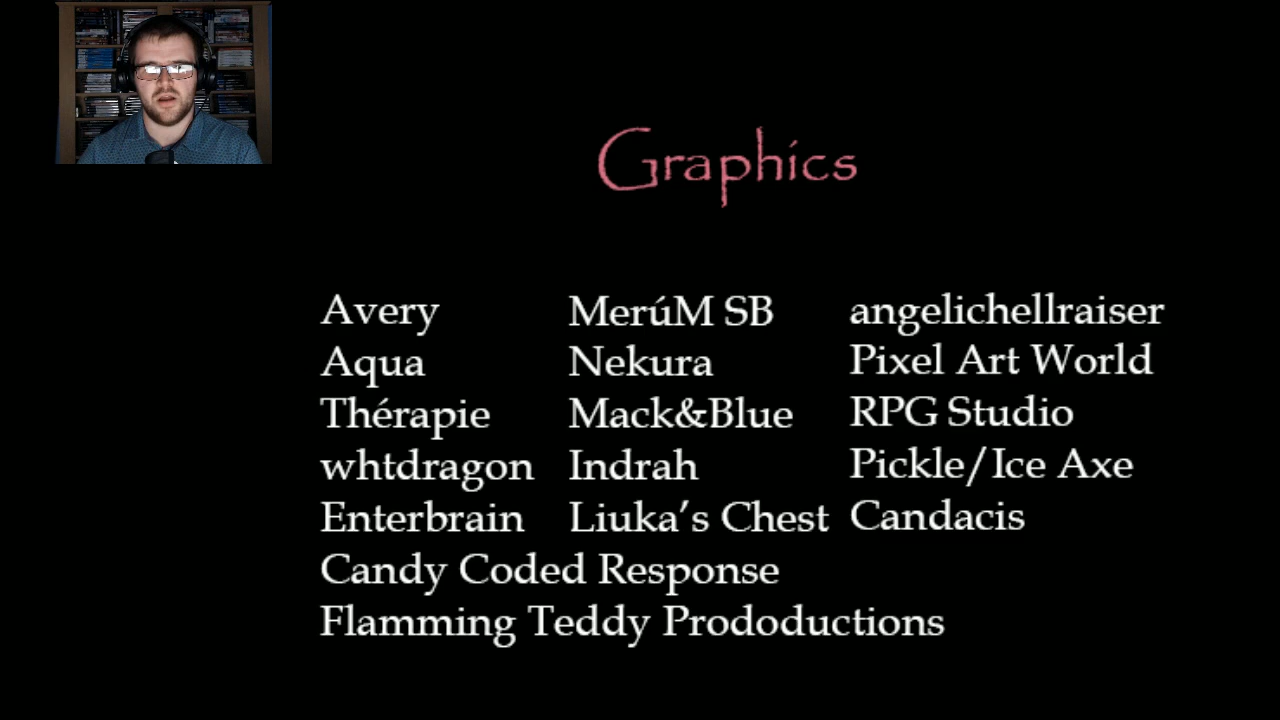 Graphics
Avery MerúM SB angelichellraiser
Aqua Nekura Pixel Art World
Thérapie Mack&Blue RPG Studio
whtdragon Indrah Pickle/Ice Axe
Enterbrain Liuka’s Chest Candacis
Candy Coded Response
Flamming Teddy Prodoductions